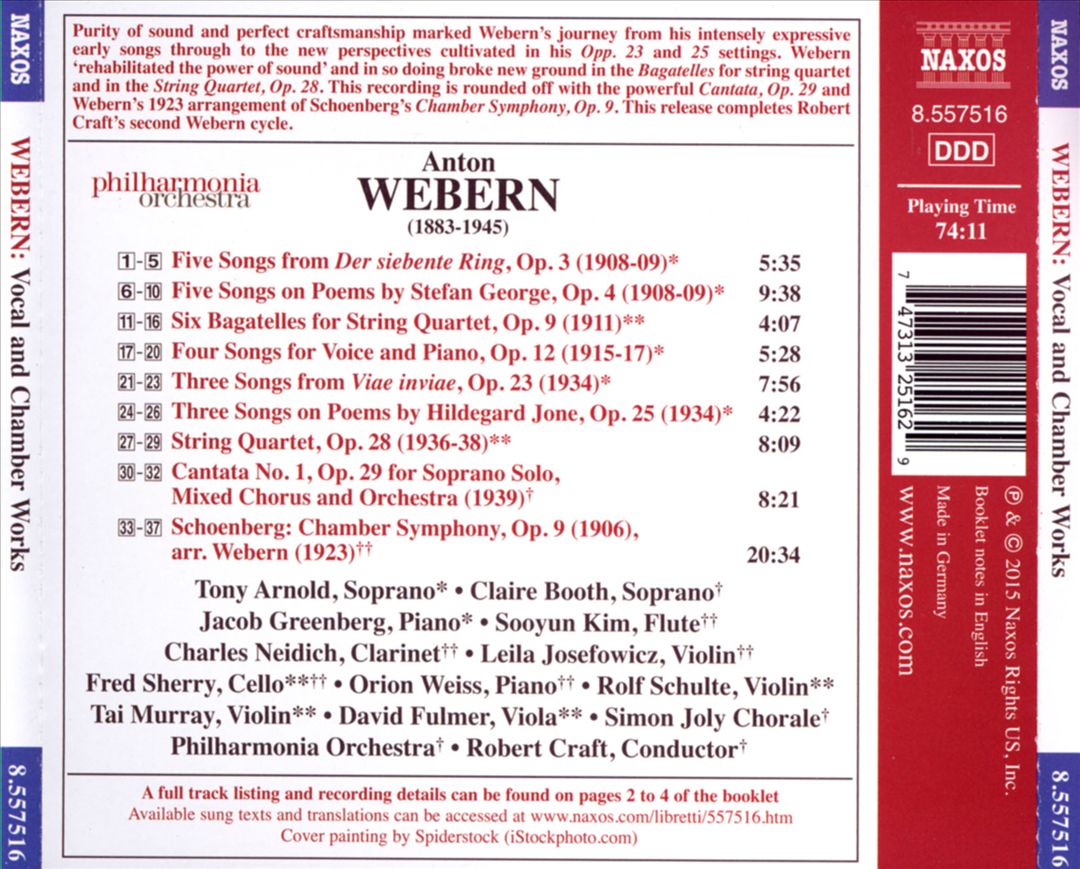 NAXOS
WEBERN: Vocal and Chamber Works
8.557516
Purity of sound and perfect craftsmanship marked Webern's journey from his intensely expressive
early songs through to the new perspectives cultivated in his Opp. 23 and 25 settings. Webern
‘rehabilitated the power of sound’ and in so doing broke new ground in the Bagatelles for string quartet
and in the String Quartet, Op. 28. This recording is rounded off with the powerful Cantata, Op. 29 and
Webern's 1923 arrangement of Schoenberg's Chamber Symphony, Op. 9. This release completes Robert
Craft's second Webern cycle.
philharmonia
orchestra
Anton
WEBERN
(1883-1945)
1-5 Five Songs from Der siebente Ring, Op. 3 (1908-09)* 5:35
6-10 Five Songs on Poems by Stefan George, Op. 4 (1908-09)* 9:38
11-16 Six Bagatelles for String Quartet, Op. 9 (1911)** 4:07
17-20 Four Songs for Voice and Piano, Op. 12 (1915-17)* 5:28
21-23 Three Songs from Viae inviae, Op. 23 (1934)* 7:56
24-26 Three Songs on Poems by Hildegard Jone, Op. 25 (1934)* 4:22
27-29 String Quartet, Op. 28 (1936-38)** 8:09
30-32 Cantata No. 1, Op. 29 for Soprano Solo,
Mixed Chorus and Orchestra (1939)† 8:21
33-37 Schoenberg: Chamber Symphony, Op. 9 (1906),
arr. Webern (1923)†† 20:34
Tony Arnold, Soprano* • Claire Booth, Soprano†
Jacob Greenberg, Piano* • Sooyun Kim, Flute††
Charles Neidich, Clarinet†† • Leila Josefowicz, Violin††
Fred Sherry, Cello**†† • Orion Weiss, Piano†† • Rolf Schulte, Violin**
Tai Murray, Violin** • David Fulmer, Viola** • Simon Joly Chorale†
Philharmonia Orchestra† • Robert Craft, Conductor†
A full track listing and recording details can be found on pages 2 to 4 of the booklet
Available sung texts and translations can be accessed at www.naxos.com/libretti/557516.htm
Cover painting by Spiderstock (iStockphoto.com)
NAXOS
8.557516
DDD
Playing Time
74:11
7 47313 25162 9
℗ & © 2015 Naxos Rights US, Inc.
Booklet notes in English
Made in Germany
www.naxos.com
NAXOS
WEBERN: Vocal and Chamber Works
8.557516